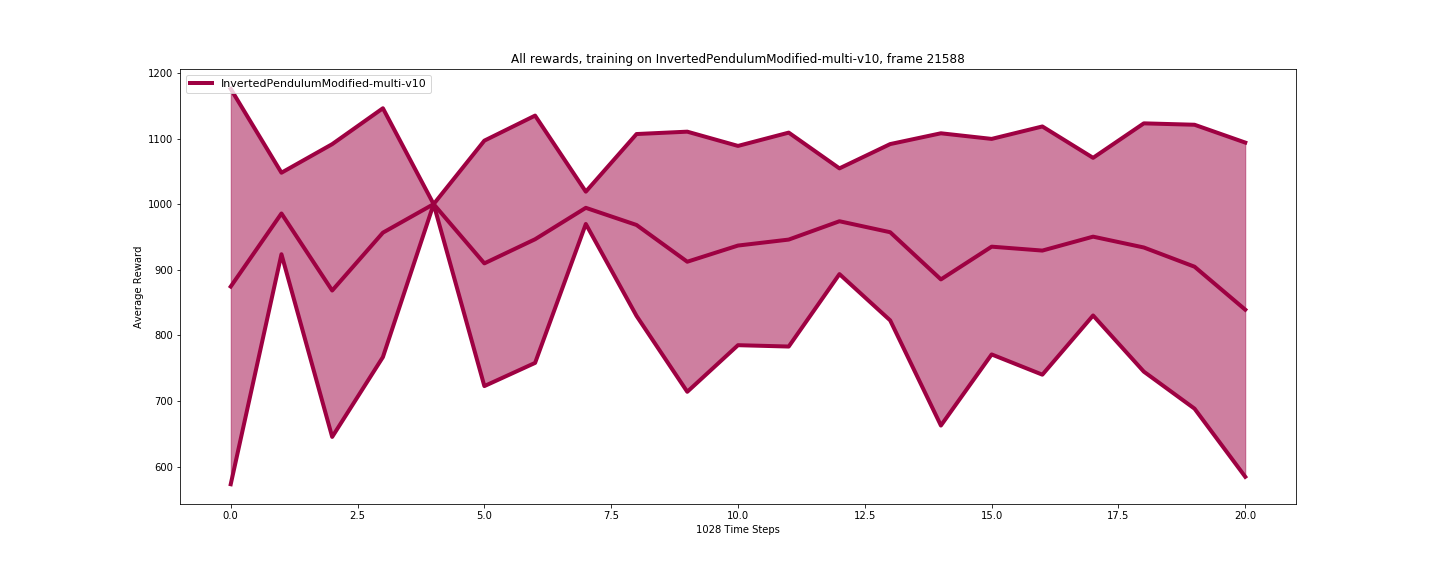 All rewards, training on InvertedPendulumModified-multi-v10, frame 21588
InvertedPendulumModified-multi-v10
1200
1100
1000
900
800
700
600
Average Reward
0.0 2.5 5.0 7.5 10.0 12.5 15.0 17.5 20.0
1028 Time Steps